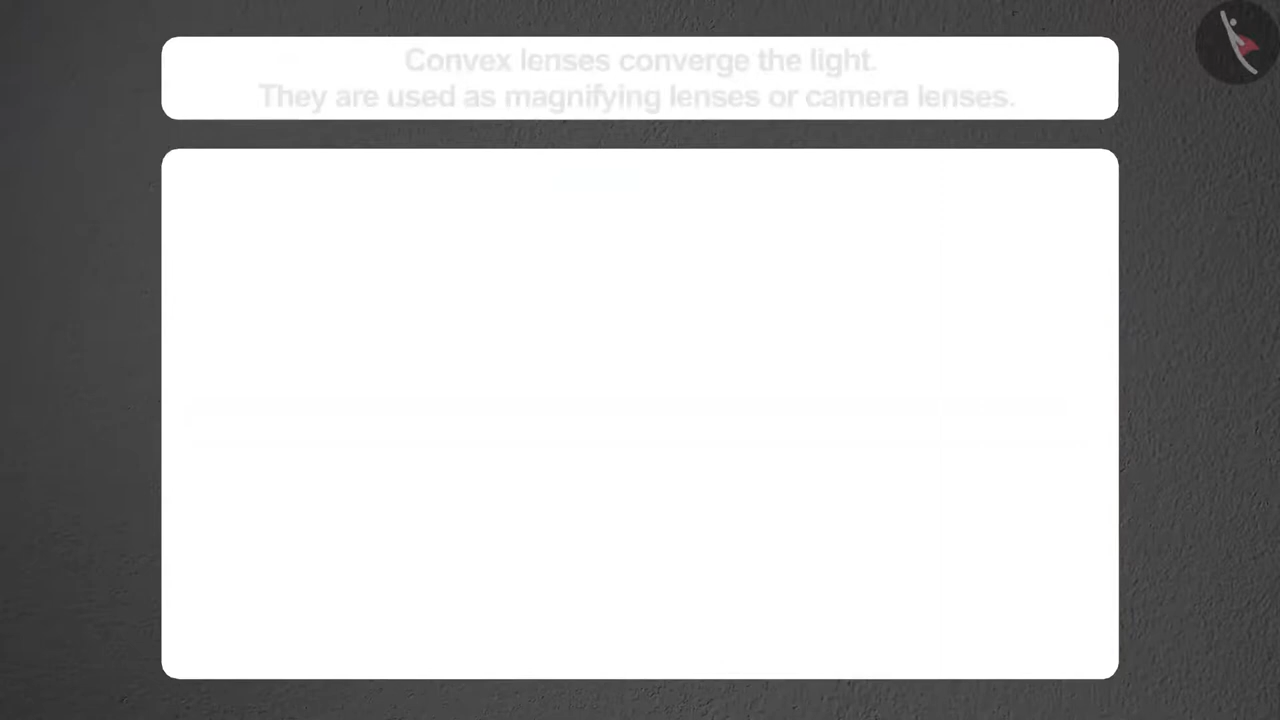 Convex lenses converge the light.
They are used as magnifying lenses or camera lenses.